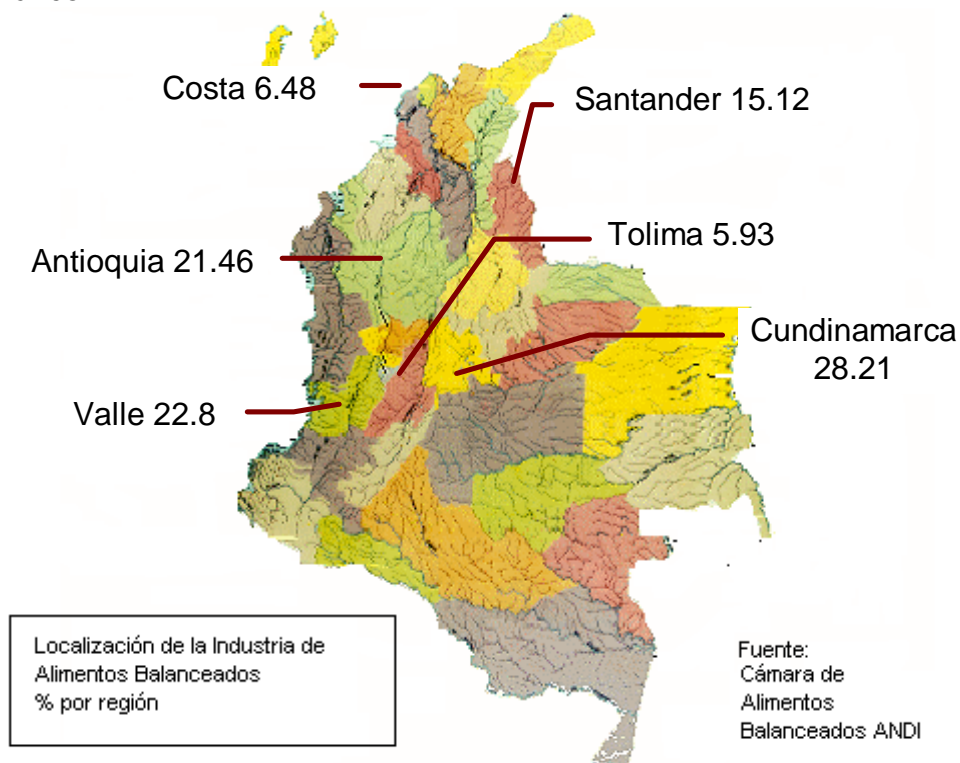 Costa 6.48
Santander 15.12
Tolima 5.93
Antioquia 21.46
Cundinamarca
28.21
Valle 22.8
Localización de la Industria de
Alimentos Balanceados
% por región
Fuente:
Cámara de
Alimentos
Balanceados ANDI